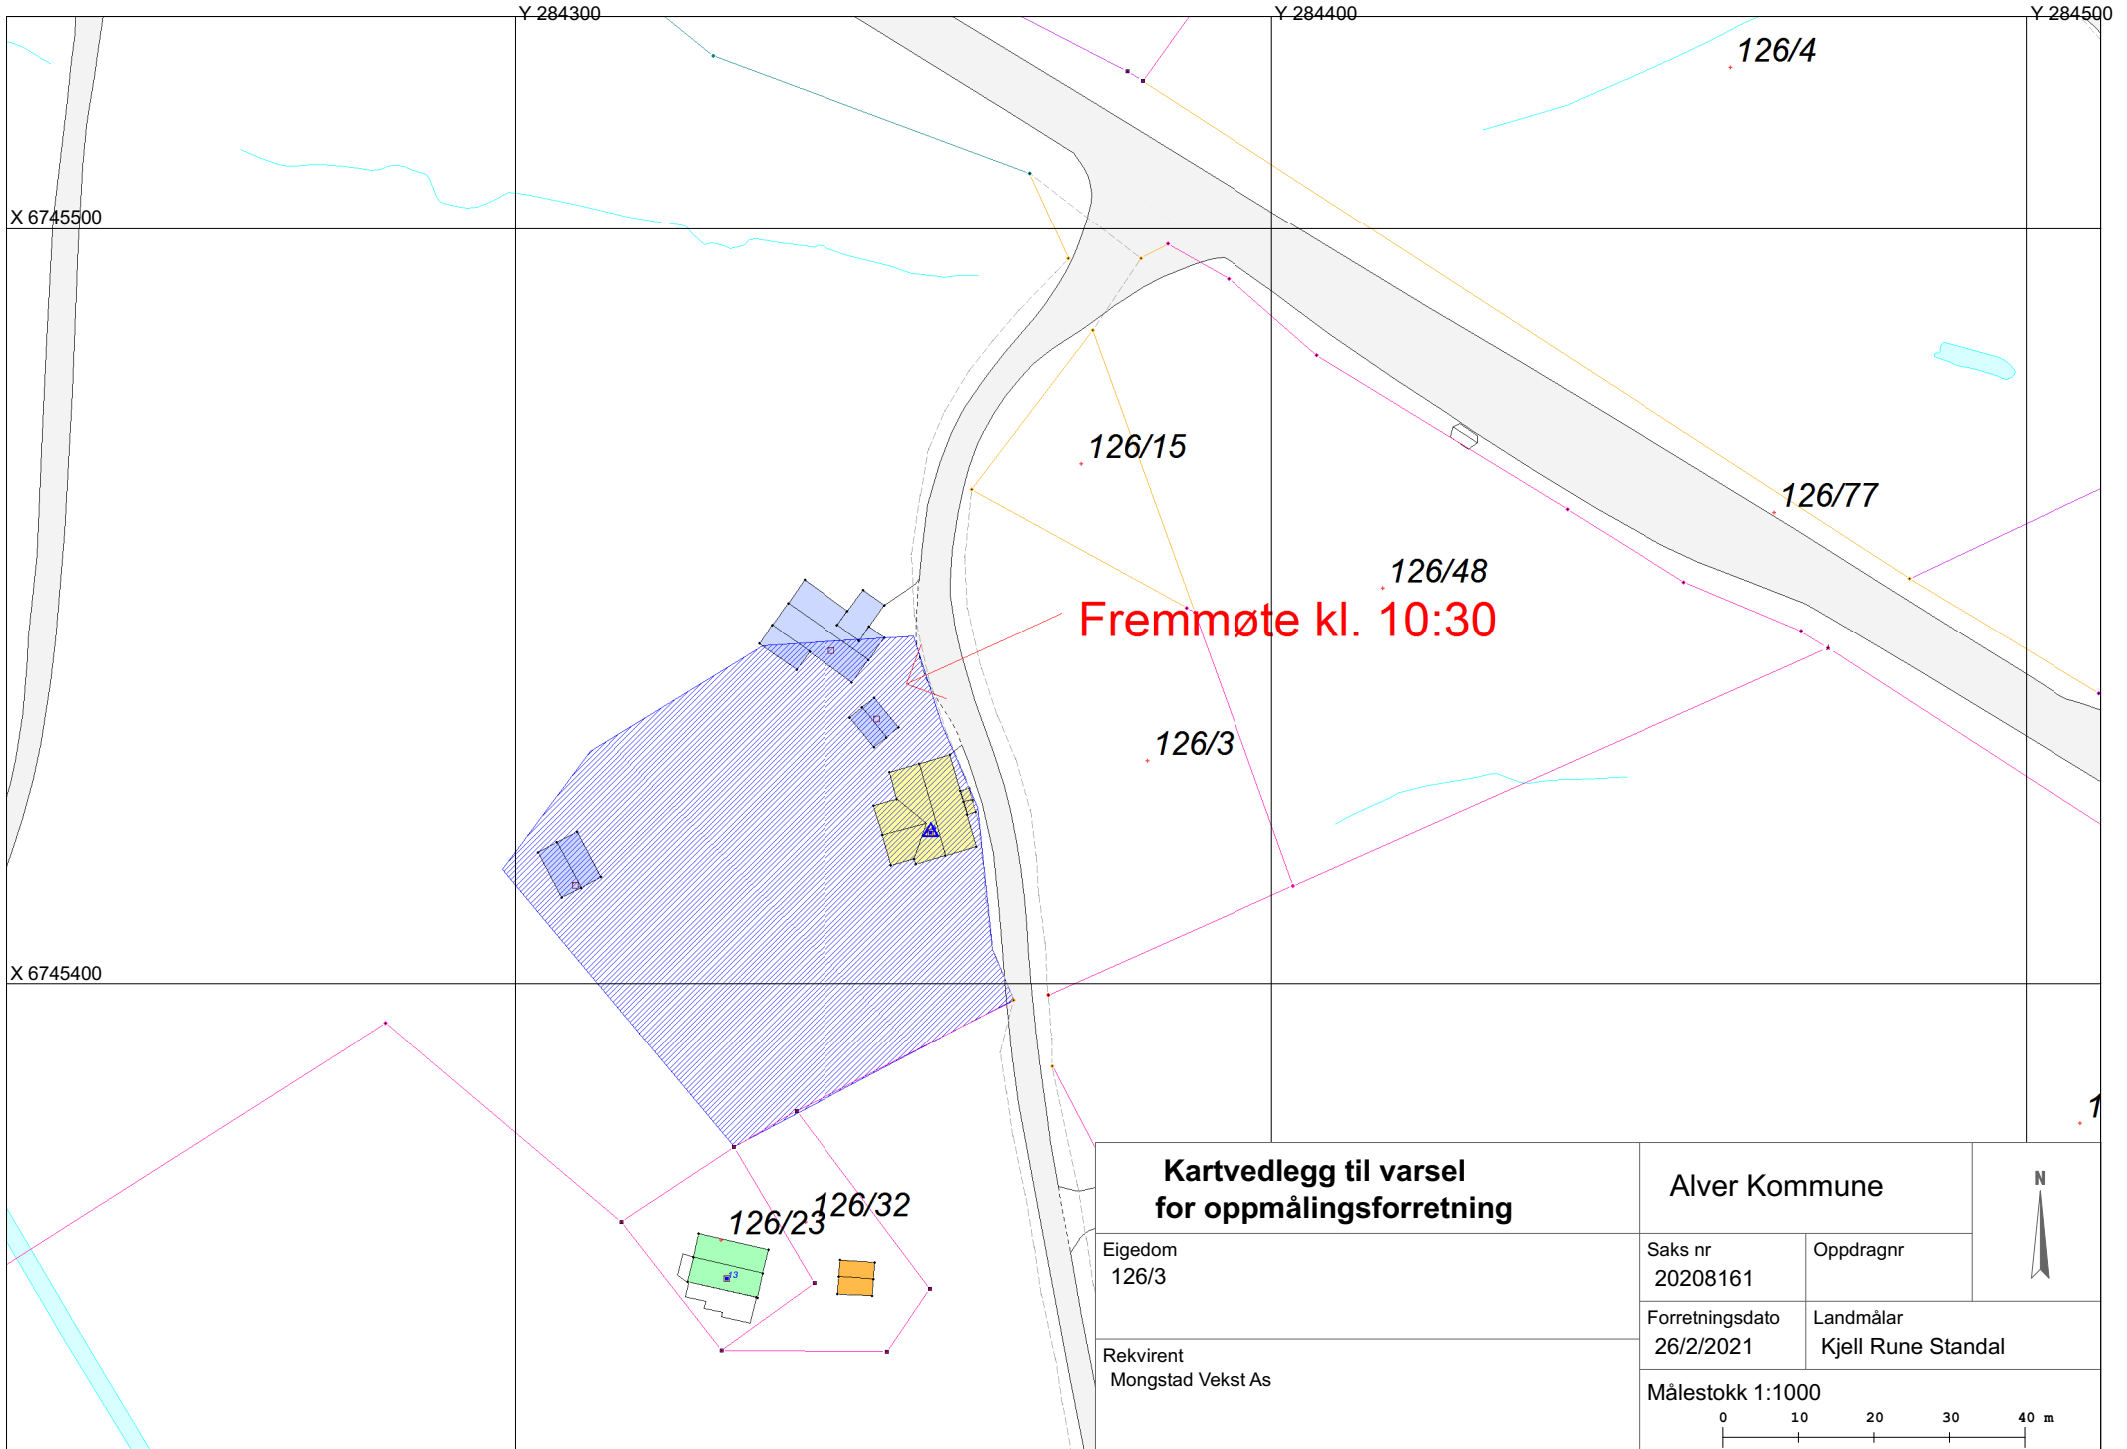 Y 284300
Y 284400
Y 284500
126/4
X 6745500
126/15
126/77
126/48
Fremmøte kl. 10:30
126/3
X 6745400
126/32
126/23
13
Kartvedlegg til varsel
for oppmålingsforretning
Alver Kommune
N
Eigedom
126/3
Saks nr
20208161
Oppdragnr
Forretningsdato
26/2/2021
Landmålar
Kjell Rune Standal
Rekvirent
Mongstad Vekst As
Målestokk 1:1000
0 10 20 30 40 m